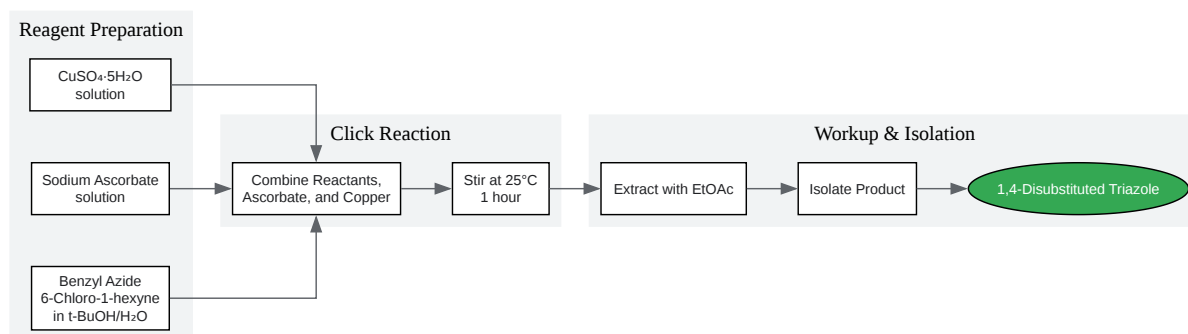 Reagent Preparation
CuSO₄·5H₂O
solution
Sodium Ascorbate
solution
Benzyl Azide
6-Chloro-1-hexyne
in t-BuOH/H₂O
Click Reaction
Combine Reactants,
Ascorbate, and Copper
Stir at 25°C
1 hour
Workup & Isolation
Extract with EtOAc
Isolate Product
1,4-Disubstituted Triazole